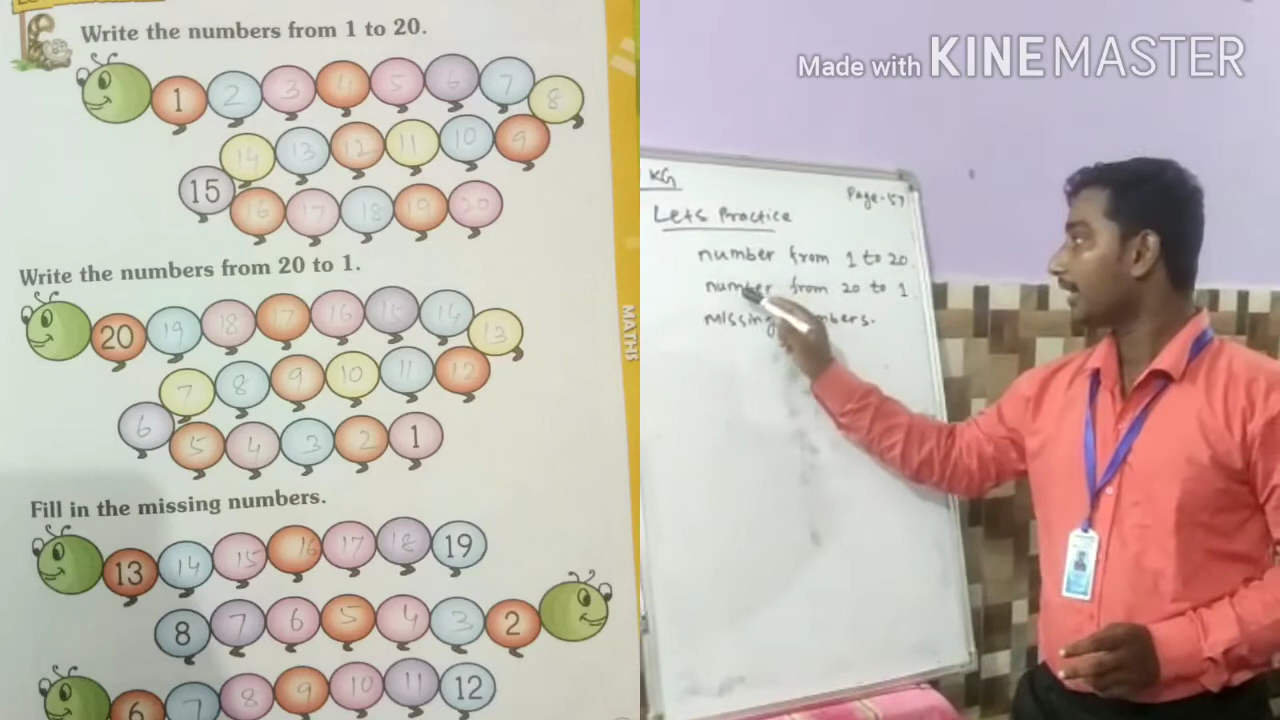 Write the numbers from 1 to 20.
1 2 3 4 5 6 7 8
14 13 12 11 10 9
15 16 17 18 19 20
Write the numbers from 20 to 1.
20 19 18 17 16 15 14 13
7 8 9 10 11 12
6 5 4 3 2 1
Fill in the missing numbers.
13 14 15 16 17 18 19
8 7 6 5 4 3 2
6 7 8 9 10 11 12
MATHS
Made with KINEMASTER
KG
Page-57
Lets Practice
number from 1 to 20.
number from 20 to 1
missing numbers.